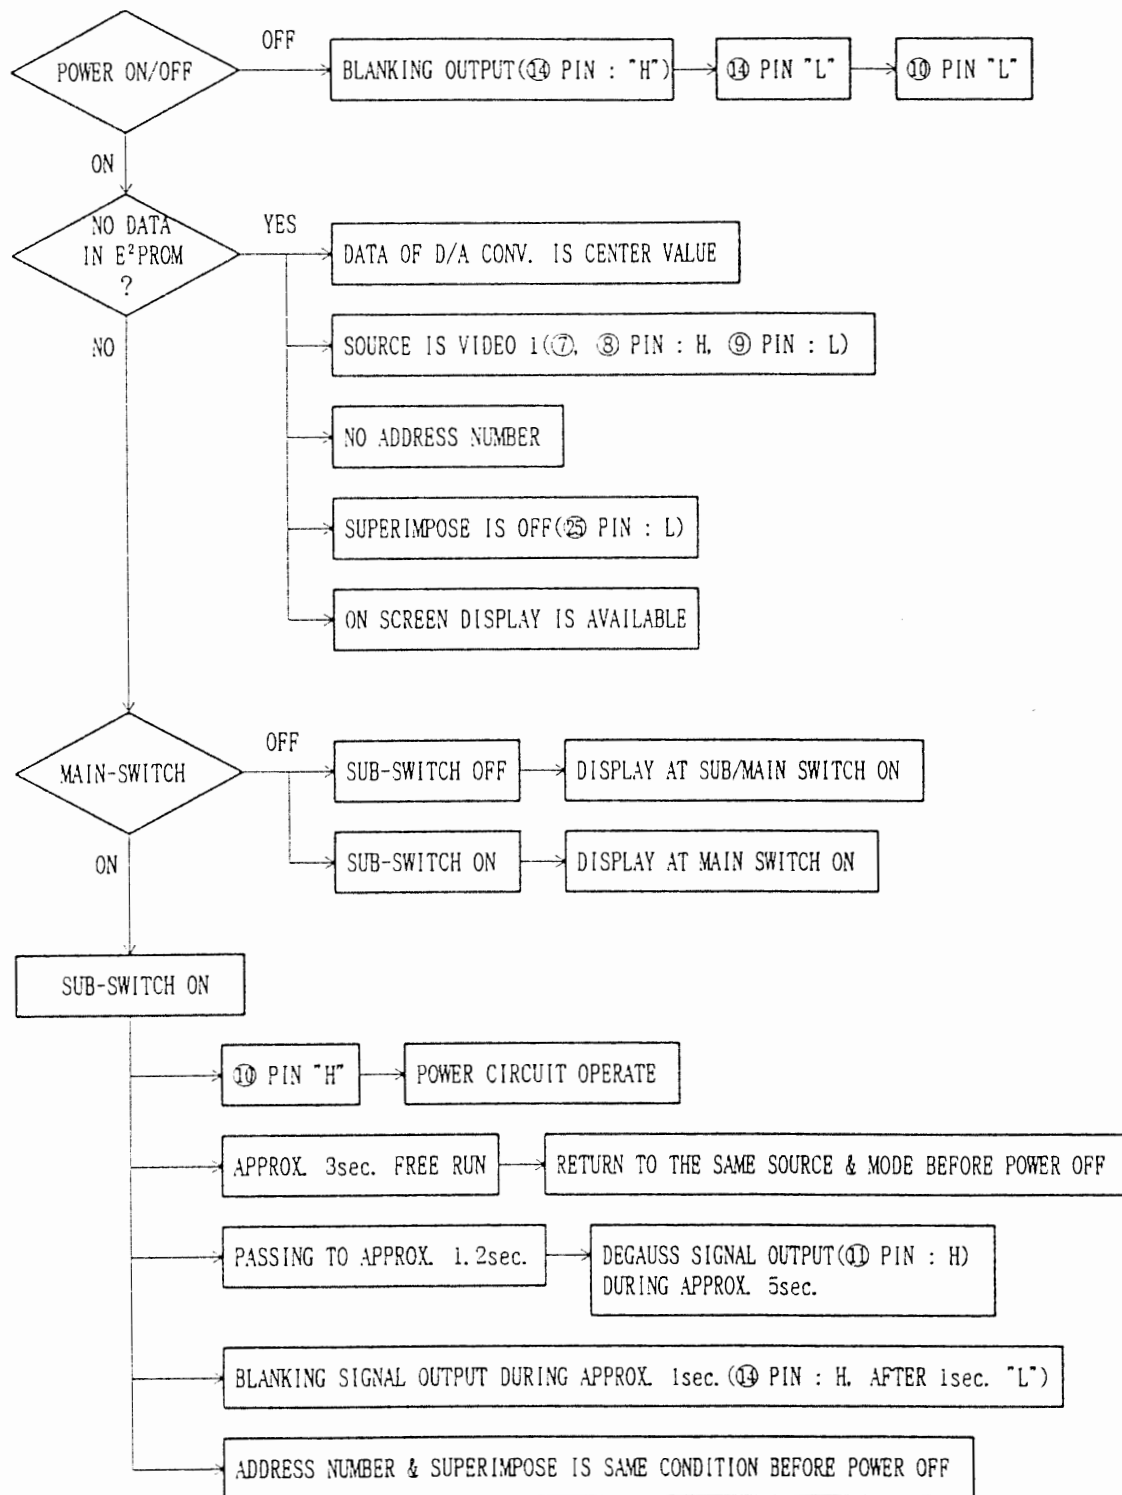 OFF
POWER ON/OFF
BLANKING OUTPUT(⑭ PIN : "H")
⑭ PIN "L"
⑩ PIN "L"
ON
NO DATA
IN E²PROM
?
YES
DATA OF D/A CONV. IS CENTER VALUE
NO
SOURCE IS VIDEO 1(⑦, ⑧ PIN : H, ⑨ PIN : L)
NO ADDRESS NUMBER
SUPERIMPOSE IS OFF(㉕ PIN : L)
ON SCREEN DISPLAY IS AVAILABLE
OFF
MAIN-SWITCH
SUB-SWITCH OFF
DISPLAY AT SUB/MAIN SWITCH ON
ON
SUB-SWITCH ON
DISPLAY AT MAIN SWITCH ON
SUB-SWITCH ON
⑩ PIN "H"
POWER CIRCUIT OPERATE
APPROX. 3sec. FREE RUN
RETURN TO THE SAME SOURCE & MODE BEFORE POWER OFF
PASSING TO APPROX. 1.2sec.
DEGAUSS SIGNAL OUTPUT(⑪ PIN : H)
DURING APPROX. 5sec.
BLANKING SIGNAL OUTPUT DURING APPROX. 1sec.(⑭ PIN : H. AFTER 1sec. "L")
ADDRESS NUMBER & SUPERIMPOSE IS SAME CONDITION BEFORE POWER OFF